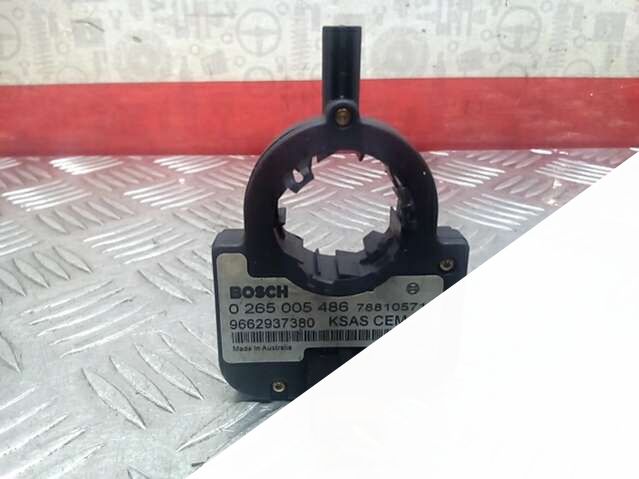 BOSCH
0 265 005 486
9662937380 KSAS CEM
Made in Australia